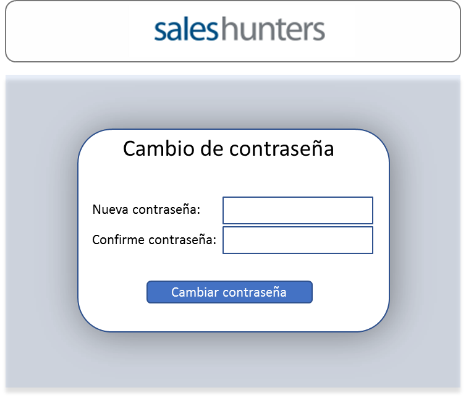 saleshunters
Cambio de contraseña
Nueva contraseña:
Confirme contraseña:
Cambiar contraseña